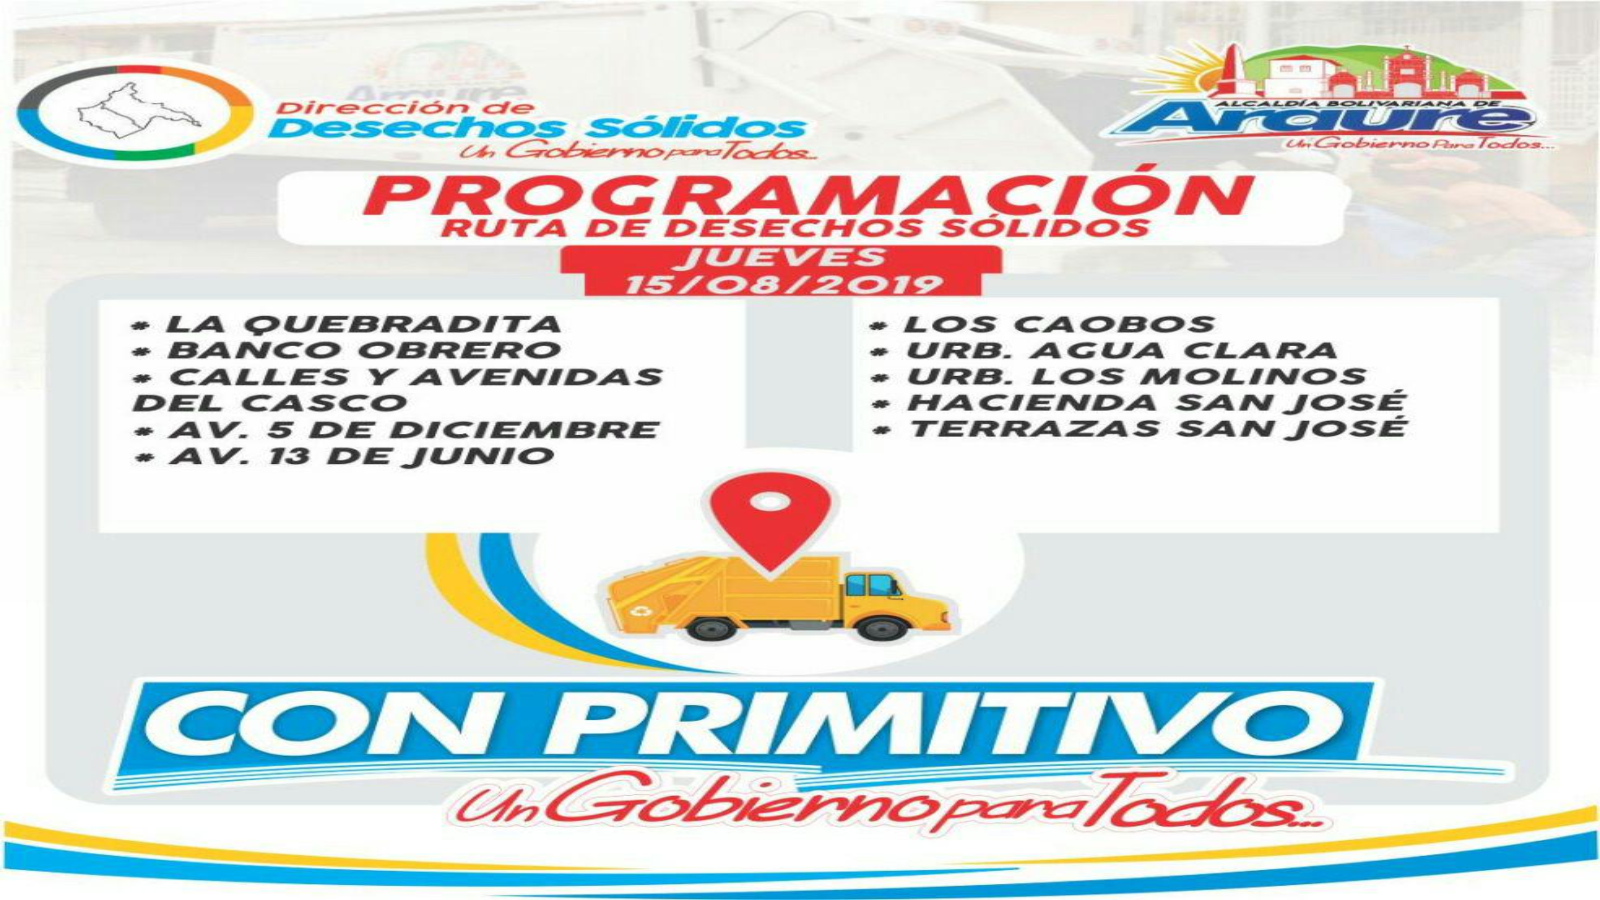 Dirección de
Desechos Sólidos
Un Gobierno para Todos...
ALCALDÍA BOLIVARIANA DE
Araure
Un Gobierno Para Todos...
Araure
PROGRAMACIÓN
RUTA DE DESECHOS SÓLIDOS
JUEVES
15/08/2019
* LA QUEBRADITA
* BANCO OBRERO
* CALLES Y AVENIDAS
DEL CASCO
* AV. 5 DE DICIEMBRE
* AV. 13 DE JUNIO
* LOS CAOBOS
* URB. AGUA CLARA
* URB. LOS MOLINOS
* HACIENDA SAN JOSÉ
* TERRAZAS SAN JOSÉ
CON PRIMITIVO
Un Gobierno para Todos...